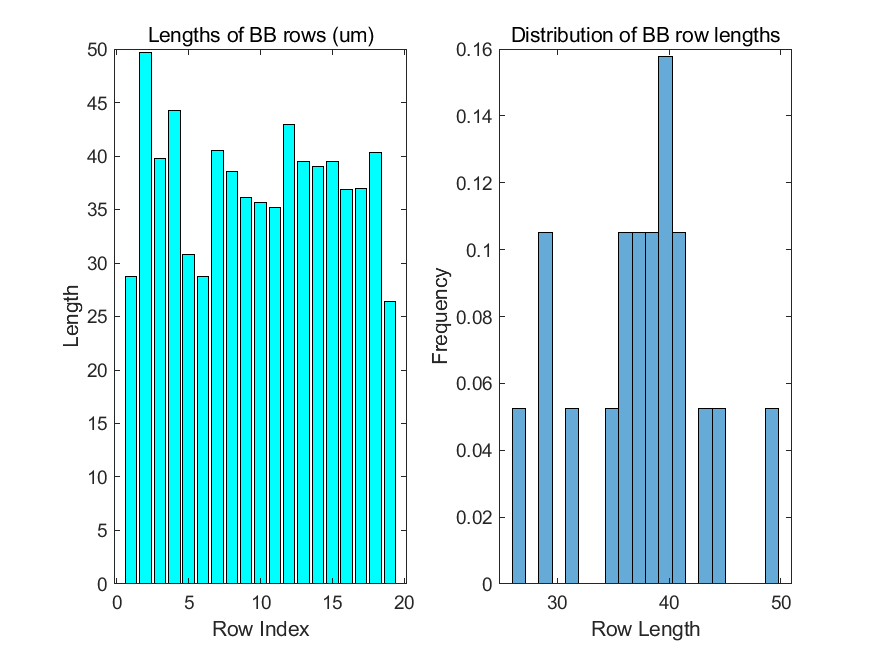 Lengths of BB rows (um)
50
45
40
35
30
25
20
15
10
5
0
Length
0 5 10 15 20
Row Index
Distribution of BB row lengths
0.16
0.14
0.12
0.1
0.08
0.06
0.04
0.02
0
Frequency
30 40 50
Row Length